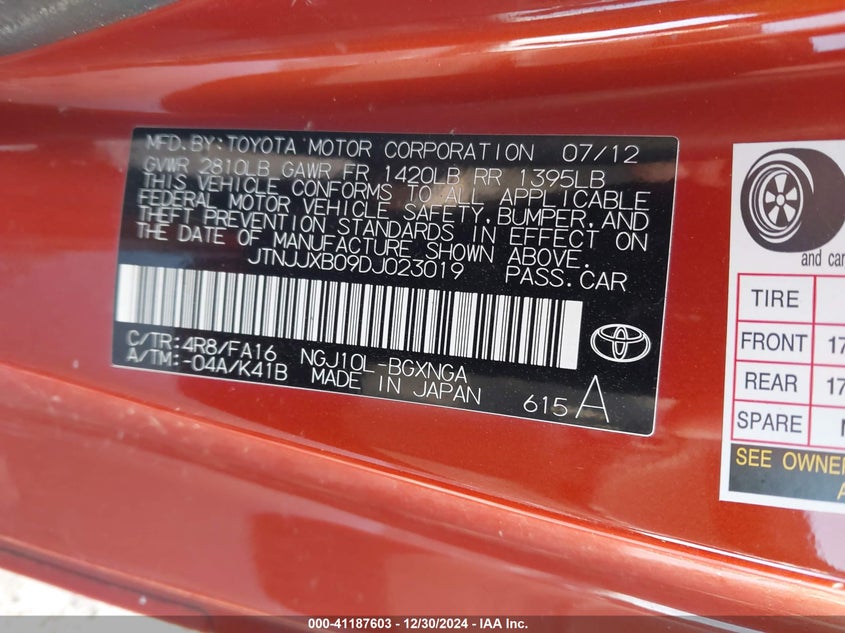 MFD.BY:TOYOTA MOTOR CORPORATION 07/12
GVWR 2810LB GAWR FR 1420LB RR 1395LB
THIS VEHICLE CONFORMS TO ALL APPLICABLE
FEDERAL MOTOR VEHICLE SAFETY,BUMPER,AND
THEFT PREVENTION STANDARDS IN EFFECT ON
THE DATE OF MANUFACTURE SHOWN ABOVE.
JTNJJXB09DJ023019 PASS.CAR
C/TR:4R8/FA16 NGJ10L-BGXNGA
A/TM:-04A/K41B MADE IN JAPAN 615 A
and car
TIRE
FRONT 17
REAR 17
SPARE
SEE OWNE
000-41187603 - 12/30/2024 - IAA Inc.